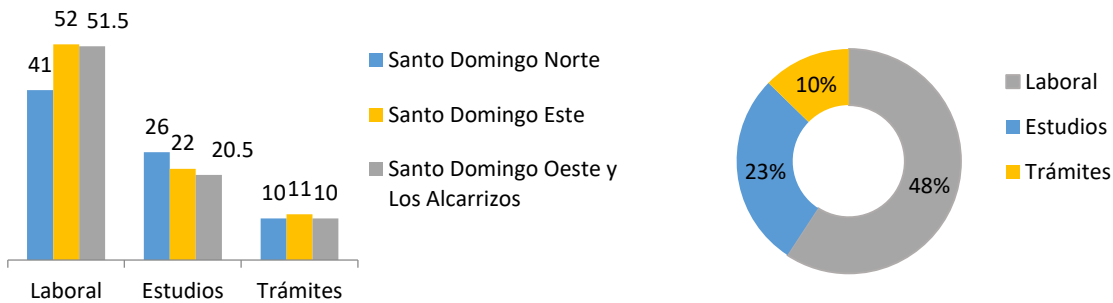 41
52
51.5
26
22
20.5
10
11
10
Laboral
Estudios
Trámites
Santo Domingo Norte
Santo Domingo Este
Santo Domingo Oeste y
Los Alcarrizos
10%
23%
48%
Laboral
Estudios
Trámites